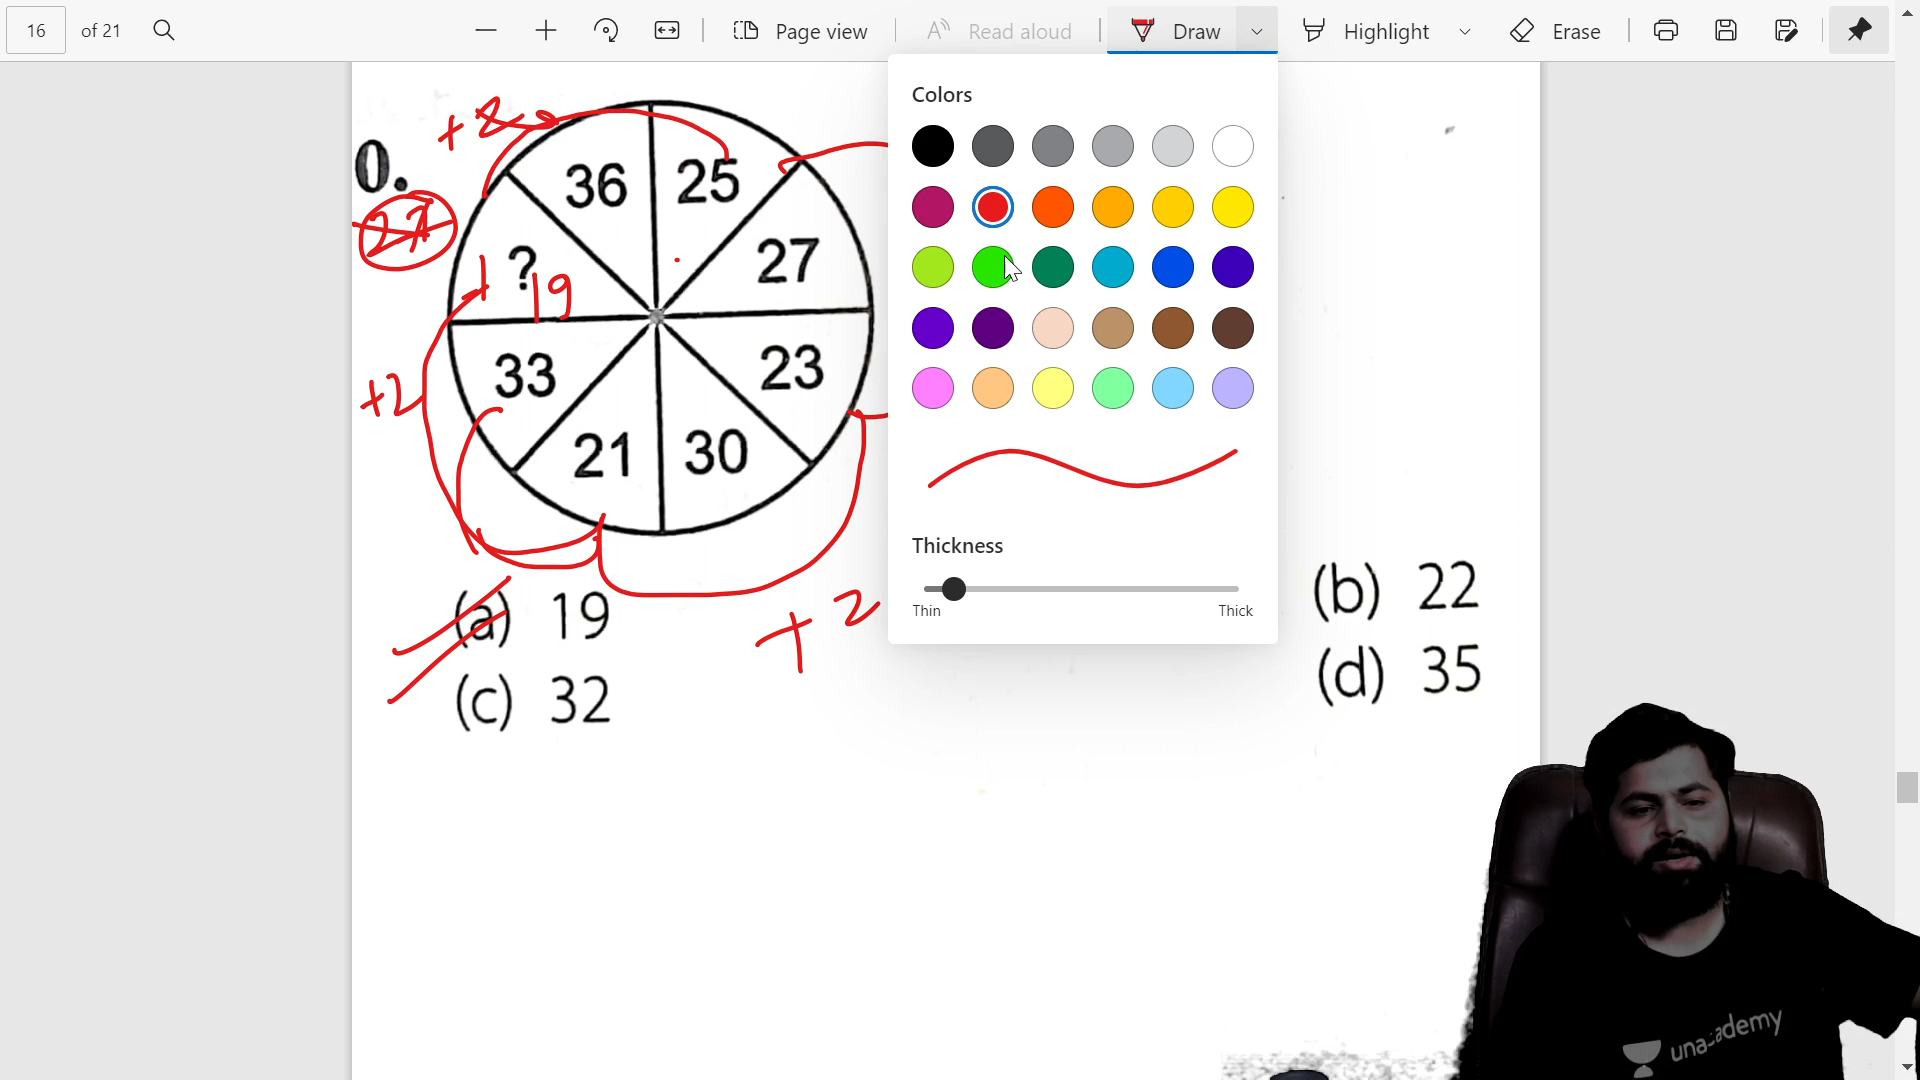 16 of 21 Page view Read aloud Draw Highlight Erase
Colors
+2
0.
27
36 25
? 27
19
33 23
+2
21 30
Thickness
Thin Thick
+2
(a) 19 (b) 22
(c) 32 (d) 35
unacademy